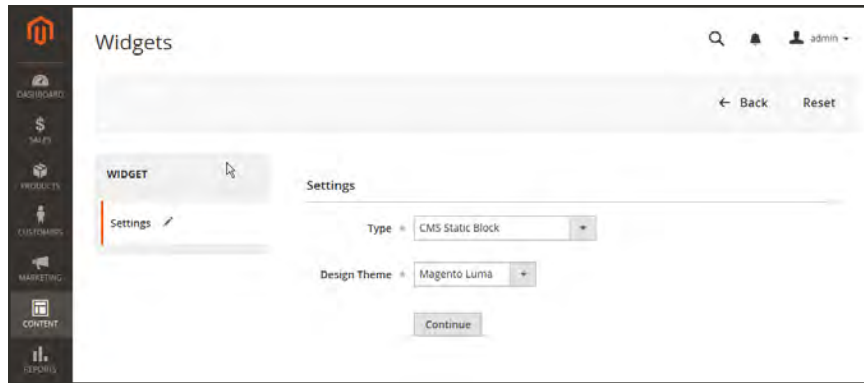 Widgets
admin
DASHBOARD
SALES
PRODUCTS
CUSTOMERS
MARKETING
CONTENT
REPORTS
← Back Reset
WIDGET
Settings
Settings
Type * CMS Static Block
Design Theme * Magento Luma
Continue